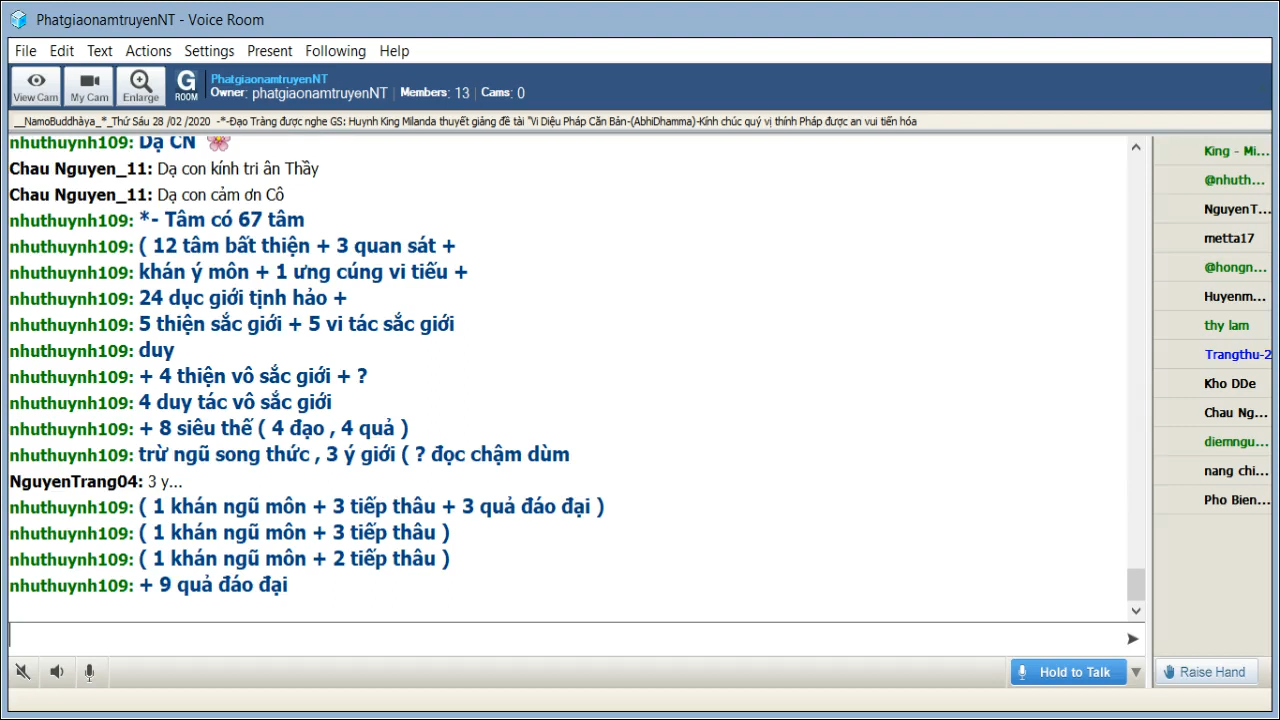 PhatgiaonamtruyenNT - Voice Room
File Edit Text Actions Settings Present Following Help
View Cam My Cam Enlarge G ROOM
PhatgiaonamtruyenNT
Owner: phatgiaonamtruyenNT Members: 13 Cams: 0
__NamoBuddhàya_*_Thứ Sáu 28 /02 /2020 -*-Đạo Tràng được nghe GS: Huynh King Milanda thuyết giảng đề tài "Vi Diệu Pháp Căn Bản-(AbhiDhamma)-Kính chúc quý vị thính Pháp được an vui tiến hóa
nhuthuynh109: Dạ CN
Chau Nguyen_11: Dạ con kính tri ân Thầy
Chau Nguyen_11: Dạ con cảm ơn Cô
nhuthuynh109: *- Tâm có 67 tâm
nhuthuynh109: ( 12 tâm bất thiện + 3 quan sát +
nhuthuynh109: khán ý môn + 1 ưng cúng vi tiếu +
nhuthuynh109: 24 dục giới tịnh hảo +
nhuthuynh109: 5 thiện sắc giới + 5 vi tác sắc giới
nhuthuynh109: duy
nhuthuynh109: + 4 thiện vô sắc giới + ?
nhuthuynh109: 4 duy tác vô sắc giới
nhuthuynh109: + 8 siêu thế ( 4 đạo , 4 quả )
nhuthuynh109: trừ ngũ song thức , 3 ý giới ( ? đọc chậm dùm
NguyenTrang04: 3 y...
nhuthuynh109: ( 1 khán ngũ môn + 3 tiếp thâu + 3 quả đáo đại )
nhuthuynh109: ( 1 khán ngũ môn + 3 tiếp thâu )
nhuthuynh109: ( 1 khán ngũ môn + 2 tiếp thâu )
nhuthuynh109: + 9 quả đáo đại
King - Mi...
@nhuth...
NguyenT...
metta17
@hongn...
Huyenm...
thy lam
Trangthu-2
Kho DDe
Chau Ng...
diemngu...
nang chi...
Pho Bien...
Hold to Talk
Raise Hand